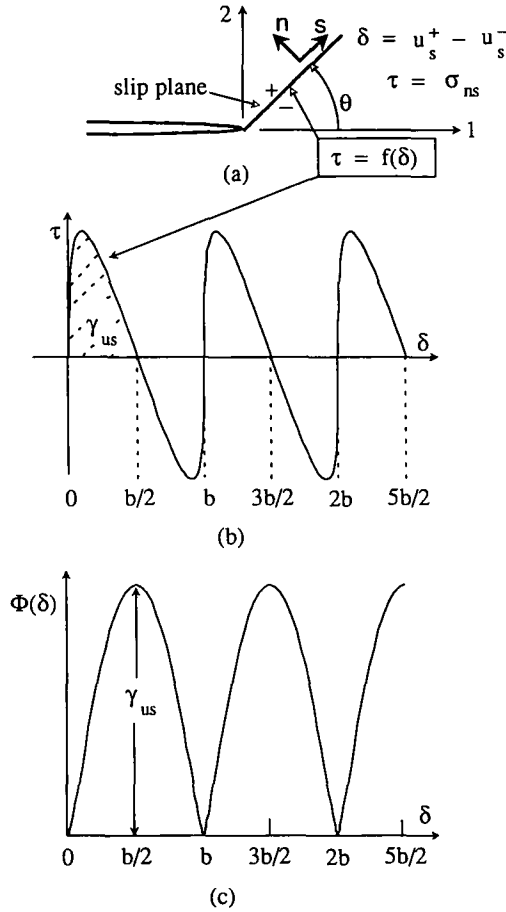 2
n s
δ = u_s^+ − u_s^-
τ = σ_ns
slip plane
+
−
θ
1
τ = f(δ)
(a)
τ
γ_us
δ
0 b/2 b 3b/2 2b 5b/2
(b)
Φ(δ)
γ_us
δ
0 b/2 b 3b/2 2b 5b/2
(c)